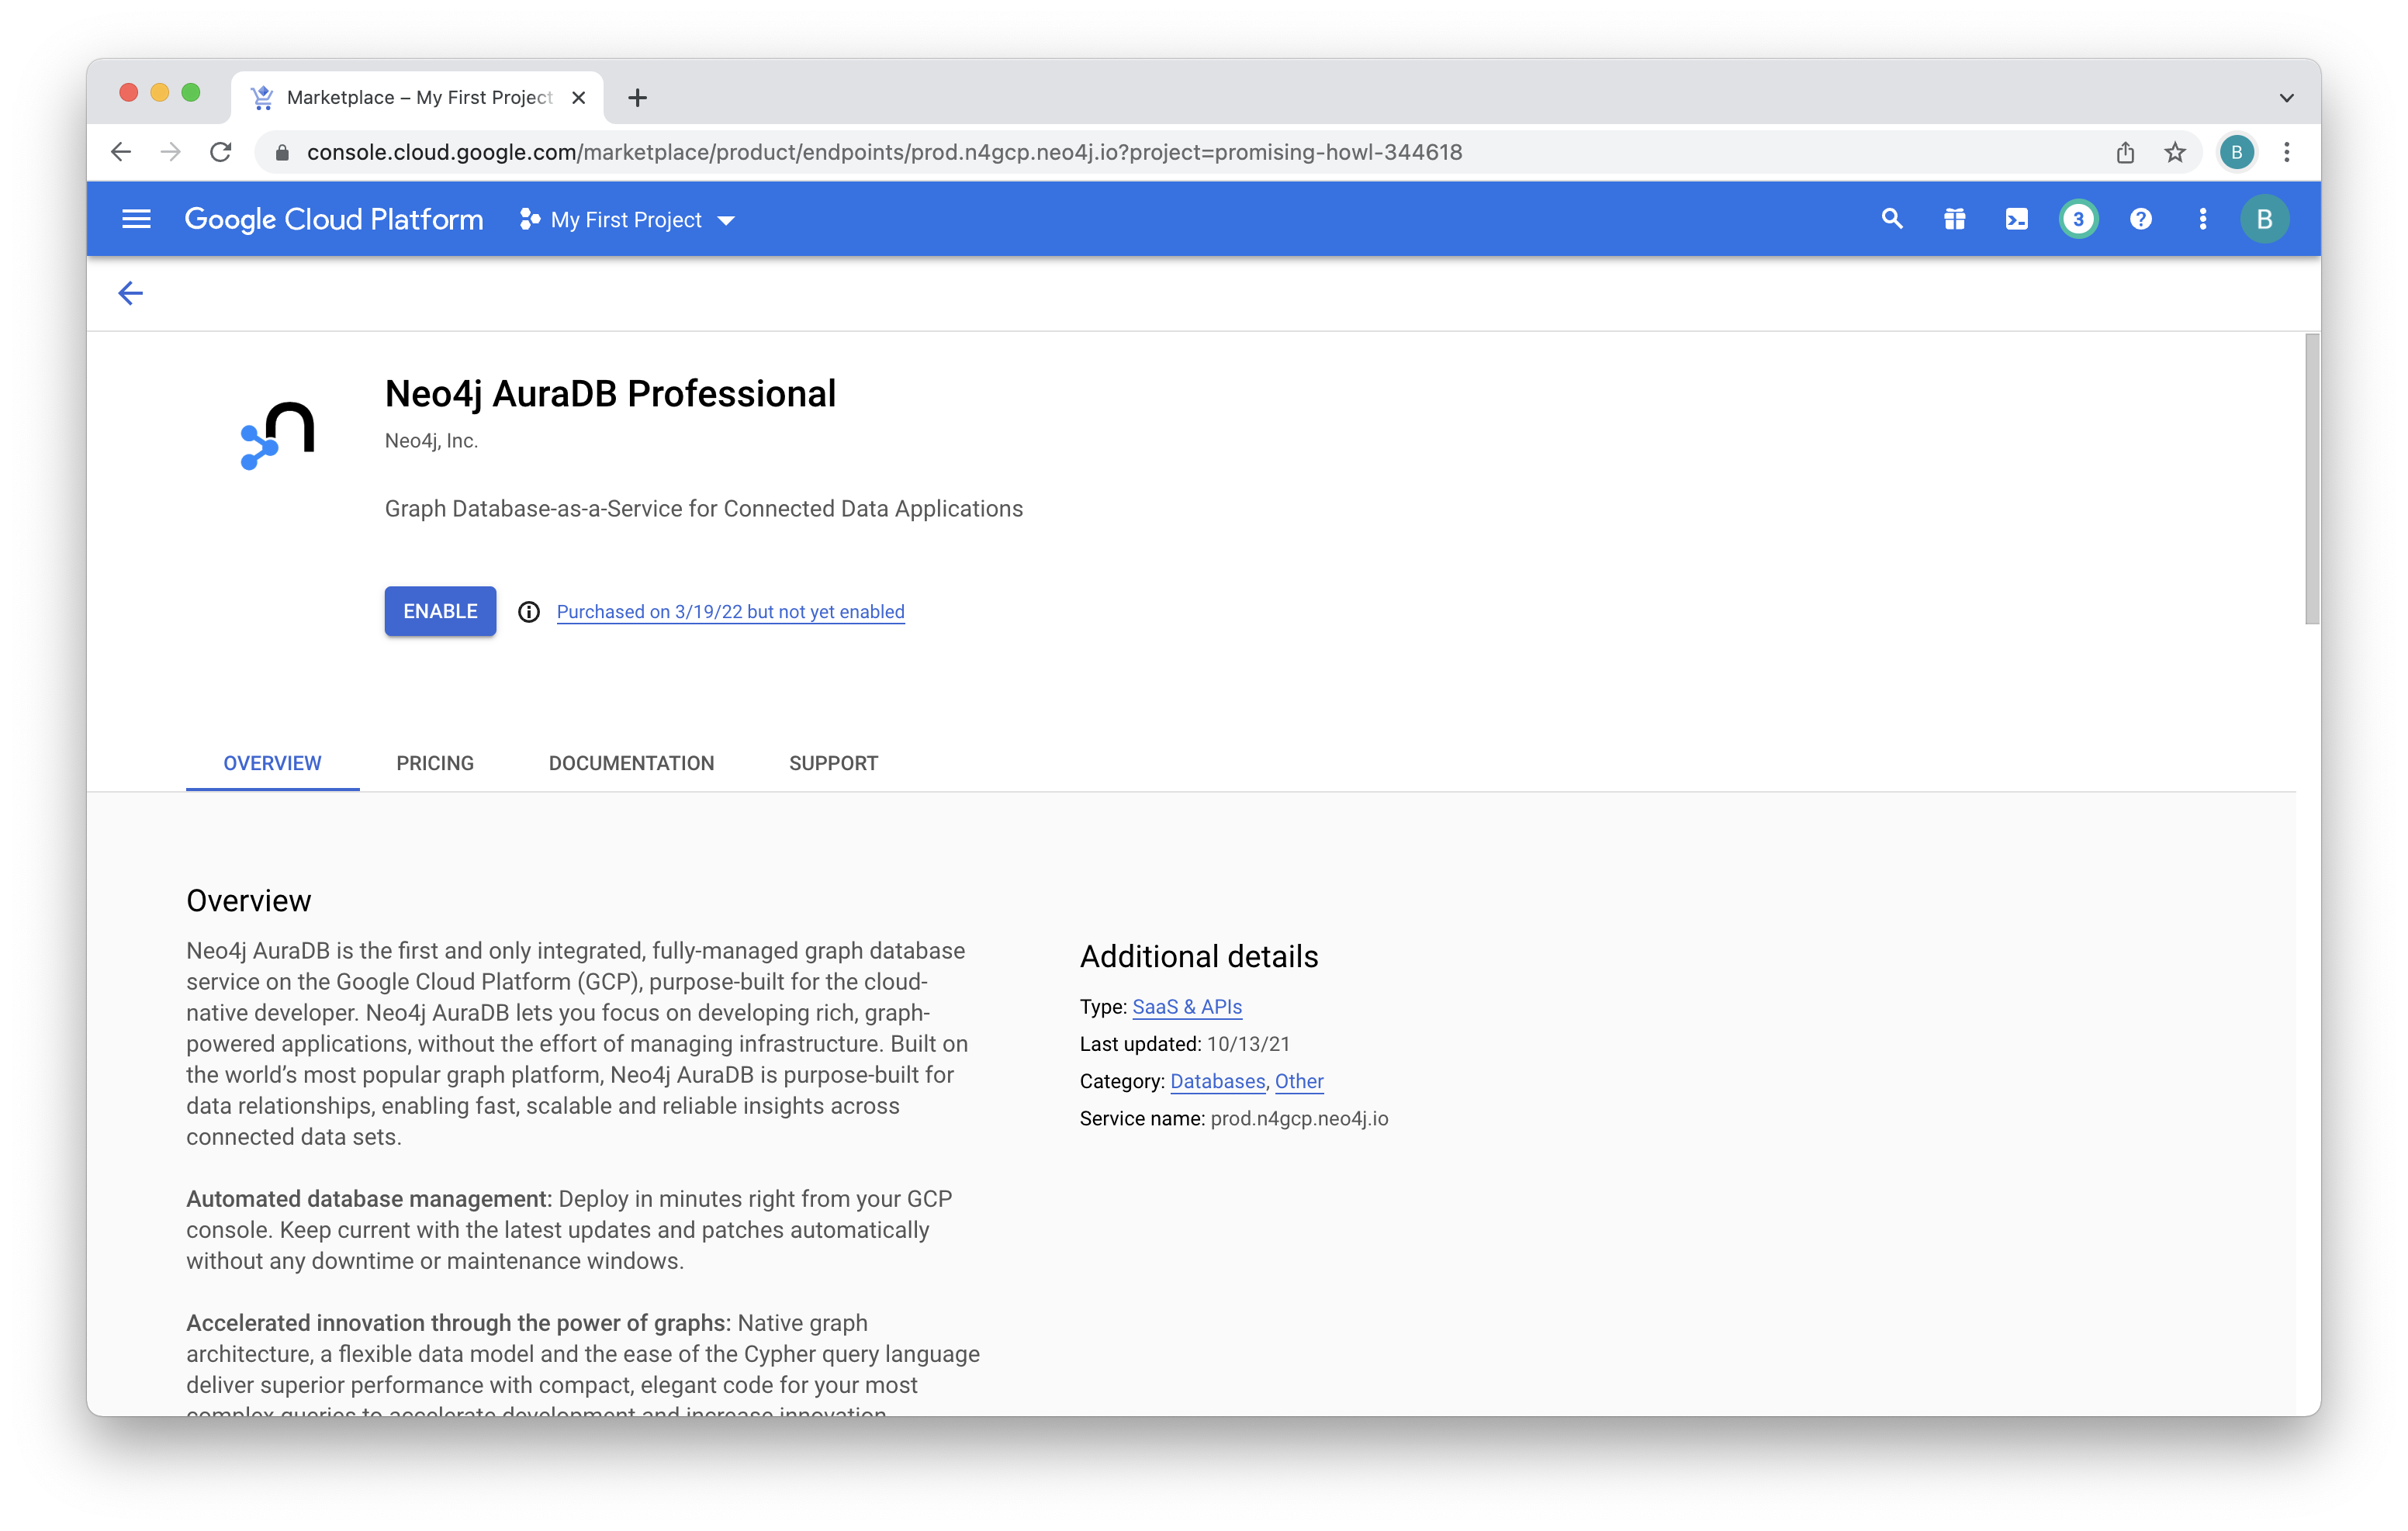 Marketplace – My First Project
console.cloud.google.com/marketplace/product/endpoints/prod.n4gcp.neo4j.io?project=promising-howl-344618
B
Google Cloud Platform
My First Project
3
?
B
Neo4j AuraDB Professional
Neo4j, Inc.
Graph Database-as-a-Service for Connected Data Applications
ENABLE
Purchased on 3/19/22 but not yet enabled
OVERVIEW
PRICING
DOCUMENTATION
SUPPORT
Overview
Neo4j AuraDB is the first and only integrated, fully-managed graph database
service on the Google Cloud Platform (GCP), purpose-built for the cloud-
native developer. Neo4j AuraDB lets you focus on developing rich, graph-
powered applications, without the effort of managing infrastructure. Built on
the world’s most popular graph platform, Neo4j AuraDB is purpose-built for
data relationships, enabling fast, scalable and reliable insights across
connected data sets.
Automated database management: Deploy in minutes right from your GCP
console. Keep current with the latest updates and patches automatically
without any downtime or maintenance windows.
Accelerated innovation through the power of graphs: Native graph
architecture, a flexible data model and the ease of the Cypher query language
deliver superior performance with compact, elegant code for your most
complex queries to accelerate development and increase innovation.
Additional details
Type: SaaS & APIs
Last updated: 10/13/21
Category: Databases, Other
Service name: prod.n4gcp.neo4j.io